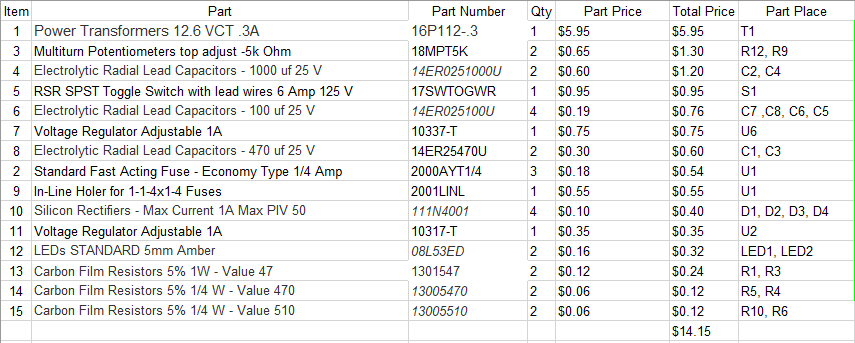 Item Part Part Number Qty Part Price Total Price Part Place
1 Power Transformers 12.6 VCT .3A 16P112-.3 1 $5.95 $5.95 T1
3 Multiturn Potentiometers top adjust -5k Ohm 18MPT5K 2 $0.65 $1.30 R12, R9
4 Electrolytic Radial Lead Capacitors - 1000 uf 25 V 14ER0251000U 2 $0.60 $1.20 C2, C4
5 RSR SPST Toggle Switch with lead wires 6 Amp 125 V 17SWTOGWR 1 $0.95 $0.95 S1
6 Electrolytic Radial Lead Capacitors - 100 uf 25 V 14ER025100U 4 $0.19 $0.76 C7 ,C8, C6, C5
7 Voltage Regulator Adjustable 1A 10337-T 1 $0.75 $0.75 U6
8 Electrolytic Radial Lead Capacitors - 470 uf 25 V 14ER25470U 2 $0.30 $0.60 C1, C3
2 Standard Fast Acting Fuse - Economy Type 1/4 Amp 2000AYT1/4 3 $0.18 $0.54 U1
9 In-Line Holer for 1-1-4x1-4 Fuses 2001LINL 1 $0.55 $0.55 U1
10 Silicon Rectifiers - Max Current 1A Max PIV 50 111N4001 4 $0.10 $0.40 D1, D2, D3, D4
11 Voltage Regulator Adjustable 1A 10317-T 1 $0.35 $0.35 U2
12 LEDs STANDARD 5mm Amber 08L53ED 2 $0.16 $0.32 LED1, LED2
13 Carbon Film Resistors 5% 1W - Value 47 1301547 2 $0.12 $0.24 R1, R3
14 Carbon Film Resistors 5% 1/4 W - Value 470 13005470 2 $0.06 $0.12 R5, R4
15 Carbon Film Resistors 5% 1/4 W - Value 510 13005510 2 $0.06 $0.12 R10, R6
$14.15